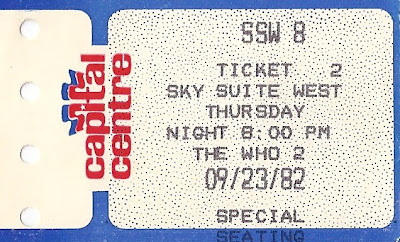 capital
centre
SSW 8
TICKET 2
SKY SUITE WEST
THURSDAY
NIGHT 8:00 PM
THE WHO 2
09/23/82
SPECIAL
SEATING